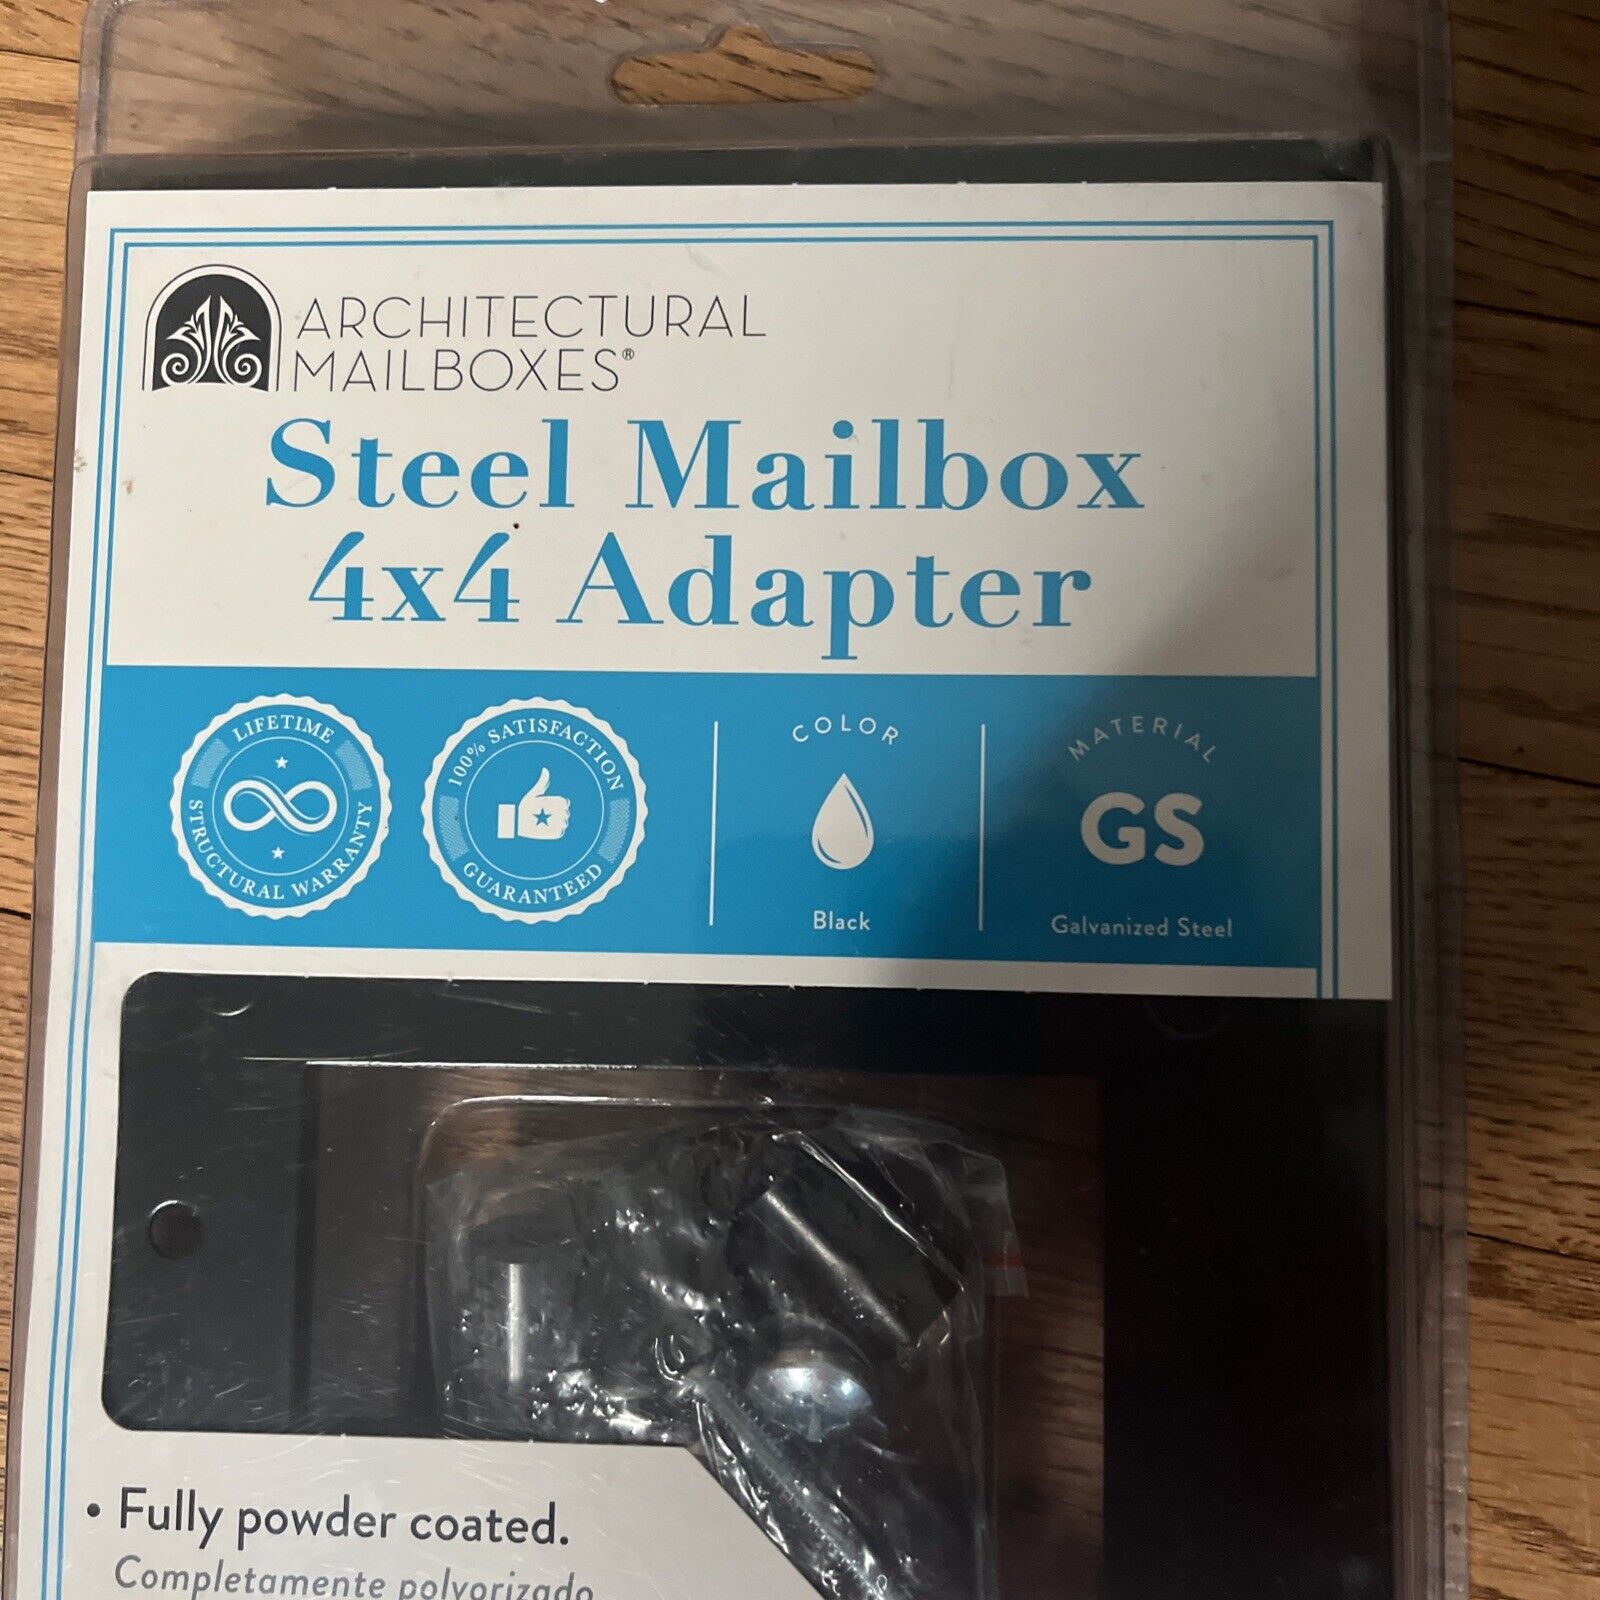 ARCHITECTURAL
MAILBOXES®
Steel Mailbox
4x4 Adapter
LIFETIME
STRUCTURAL WARRANTY
100% SATISFACTION
GUARANTEED
COLOR
Black
MATERIAL
GS
Galvanized Steel
• Fully powder coated.
Completamente polvorizado